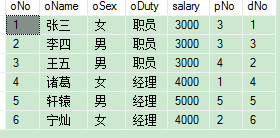 oNo oName oSex oDuty salary pNo dNo
1 张三 女 职员 3000 3 1
2 李四 男 职员 3000 3 3
3 王五 男 职员 3000 4 2
4 诸葛 女 经理 4000 1 4
5 轩辕 男 经理 5000 5 5
6 宁灿 女 经理 4000 2 6